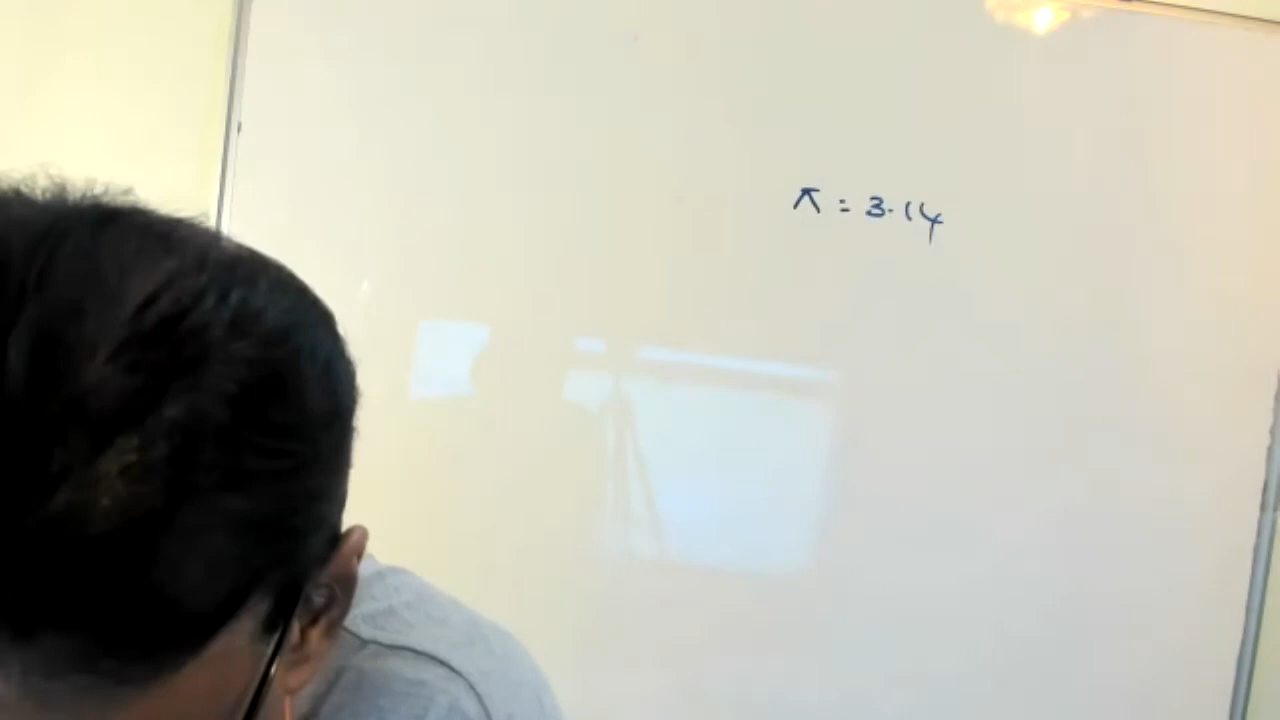 π = 3.14